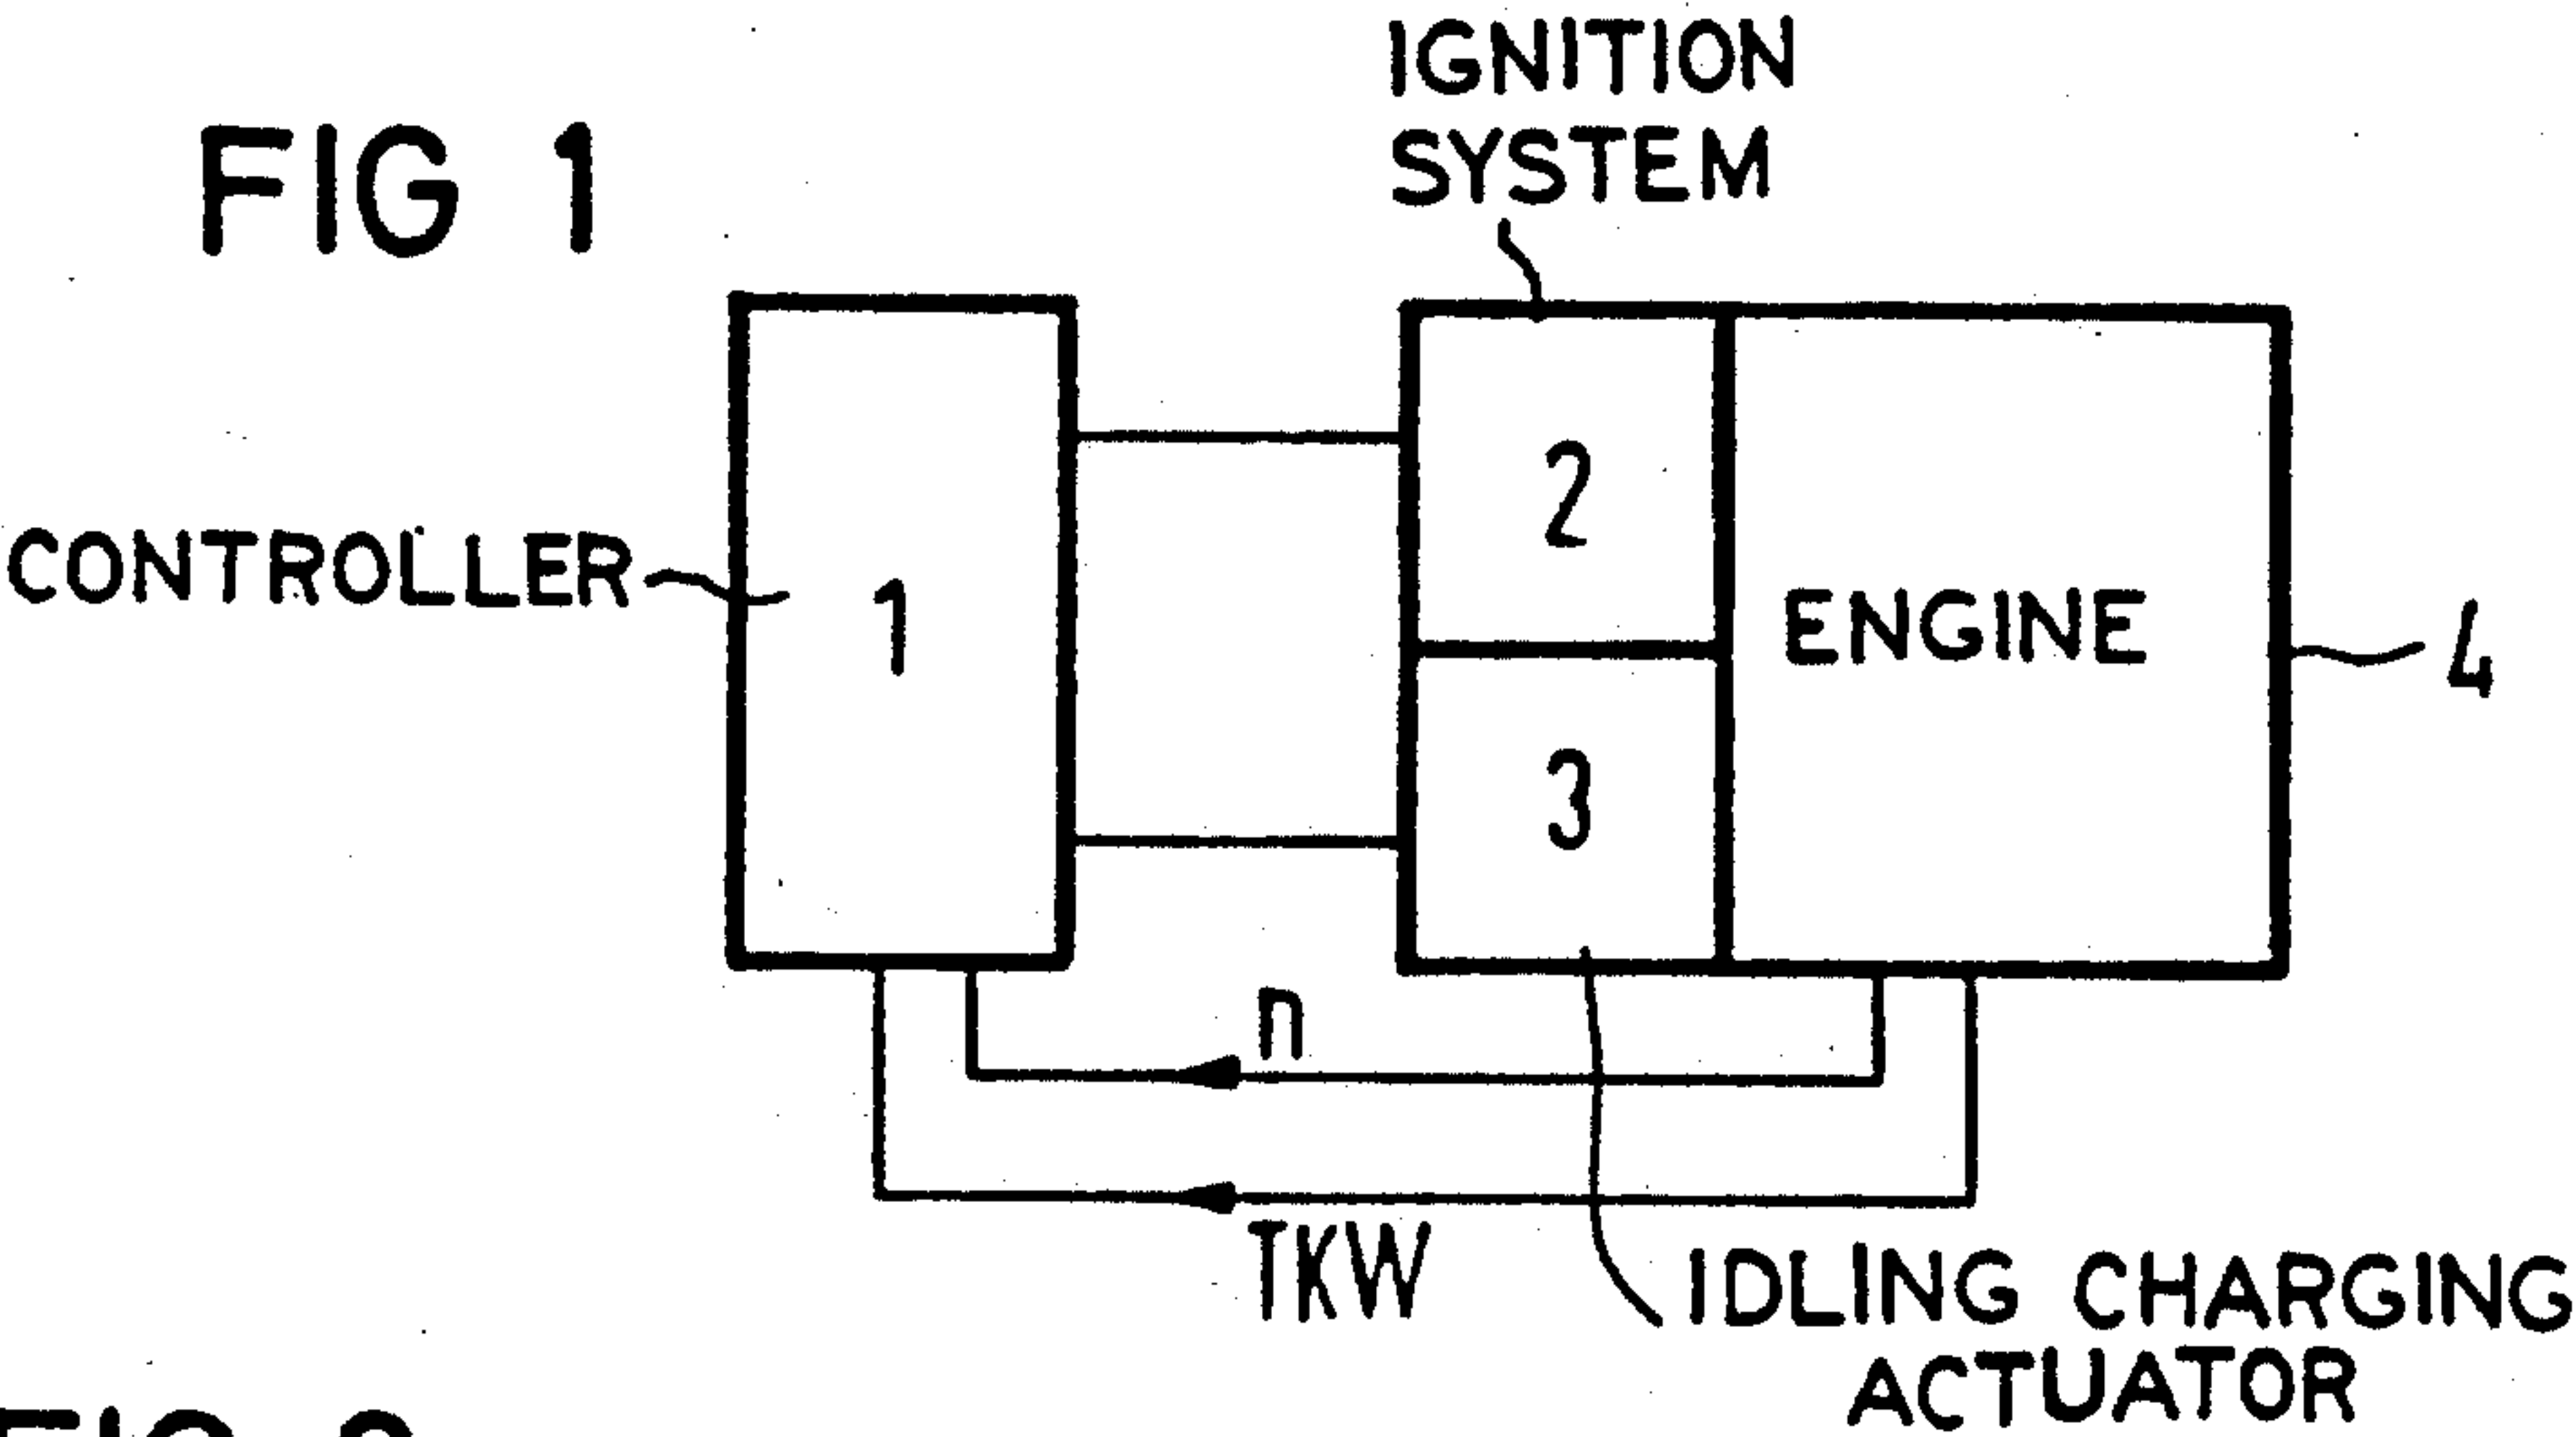 FIG 1
IGNITION
SYSTEM
CONTROLLER
1
2
3
ENGINE
4
n
TKW
IDLING CHARGING
ACTUATOR